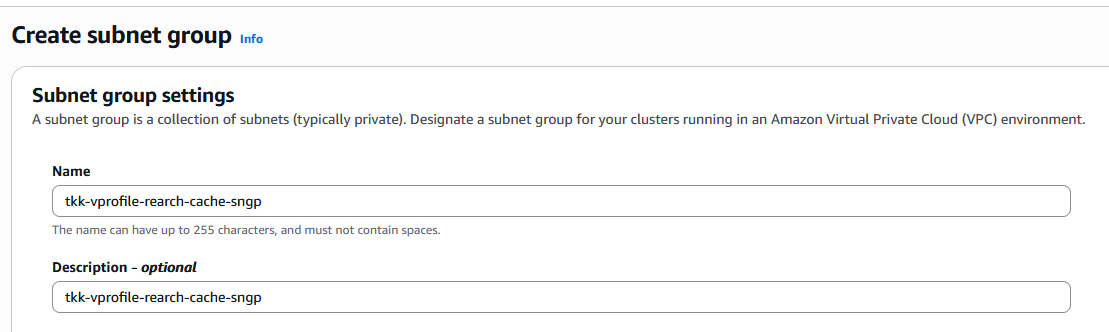 Create subnet group Info
Subnet group settings
A subnet group is a collection of subnets (typically private). Designate a subnet group for your clusters running in an Amazon Virtual Private Cloud (VPC) environment.
Name
tkk-vprofile-rearch-cache-sngp
The name can have up to 255 characters, and must not contain spaces.
Description - optional
tkk-vprofile-rearch-cache-sngp